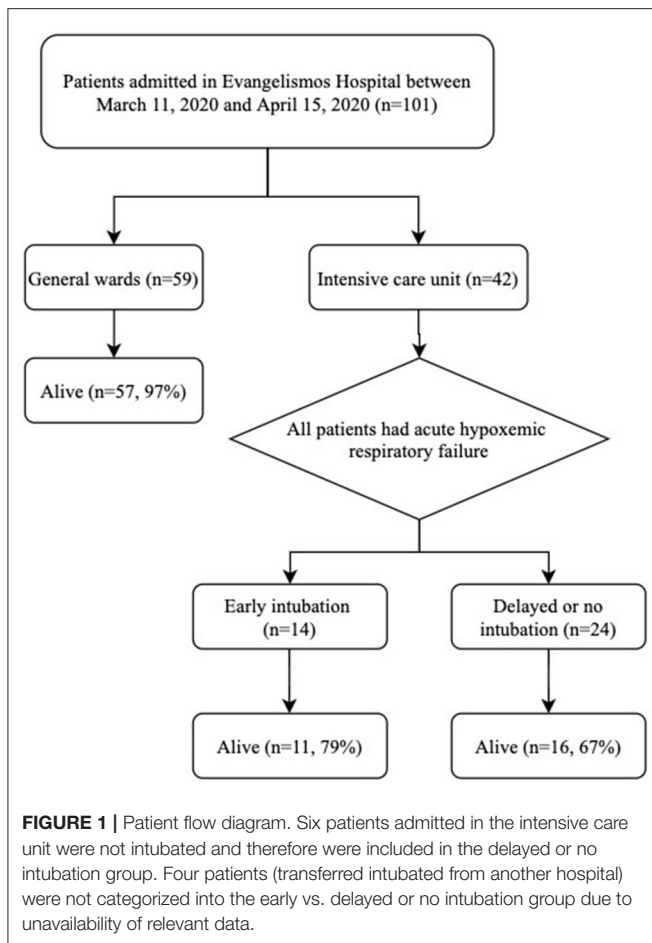 Patients admitted in Evangelismos Hospital between
March 11, 2020 and April 15, 2020 (n=101)
General wards (n=59)
Intensive care unit (n=42)
Alive (n=57, 97%)
All patients had acute hypoxemic
respiratory failure
Early intubation
(n=14)
Delayed or no
intubation (n=24)
Alive (n=11, 79%)
Alive (n=16, 67%)
FIGURE 1 | Patient flow diagram. Six patients admitted in the intensive care
unit were not intubated and therefore were included in the delayed or no
intubation group. Four patients (transferred intubated from another hospital)
were not categorized into the early vs. delayed or no intubation group due to
unavailability of relevant data.